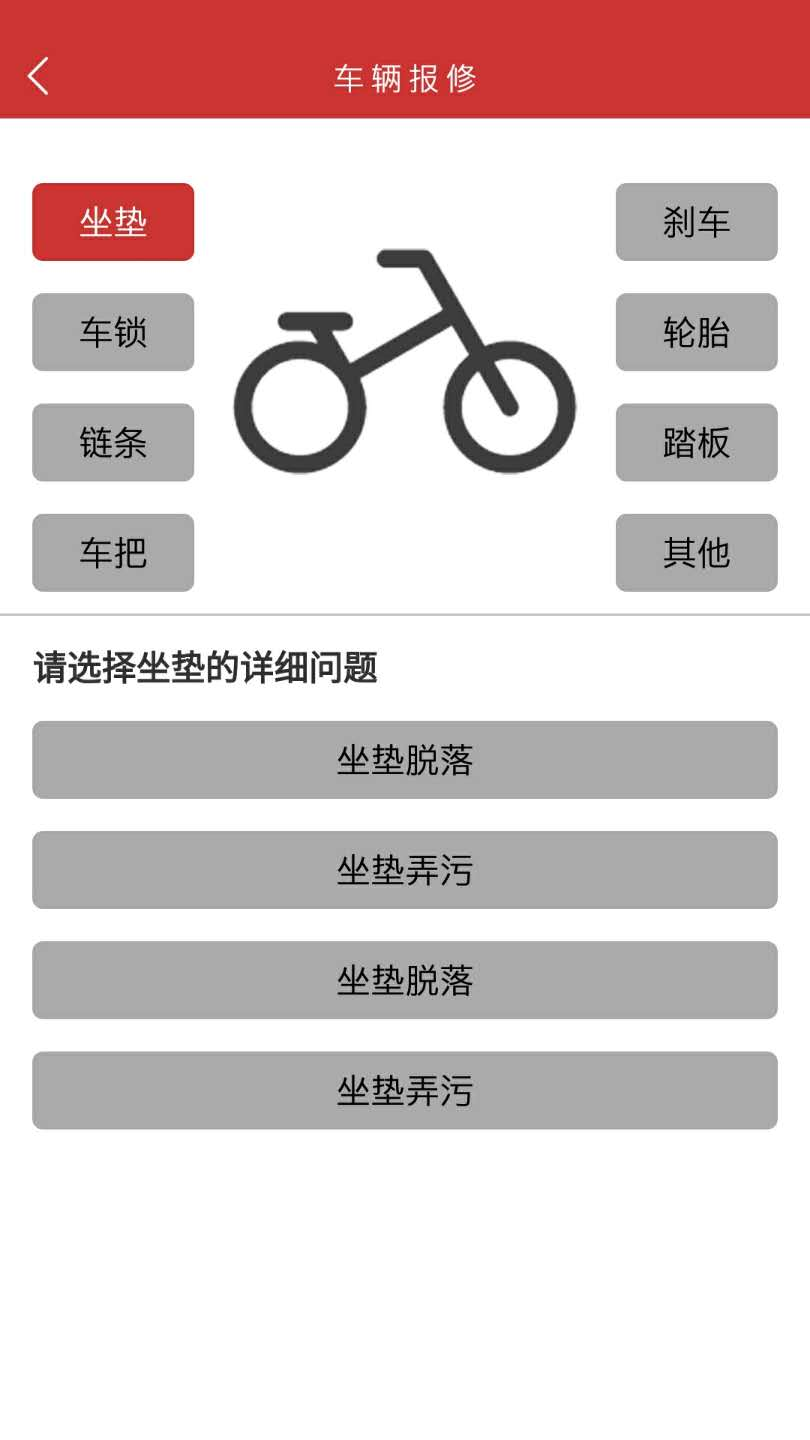 车辆报修
坐垫
刹车
车锁
轮胎
链条
踏板
车把
其他
请选择坐垫的详细问题
坐垫脱落
坐垫弄污
坐垫脱落
坐垫弄污